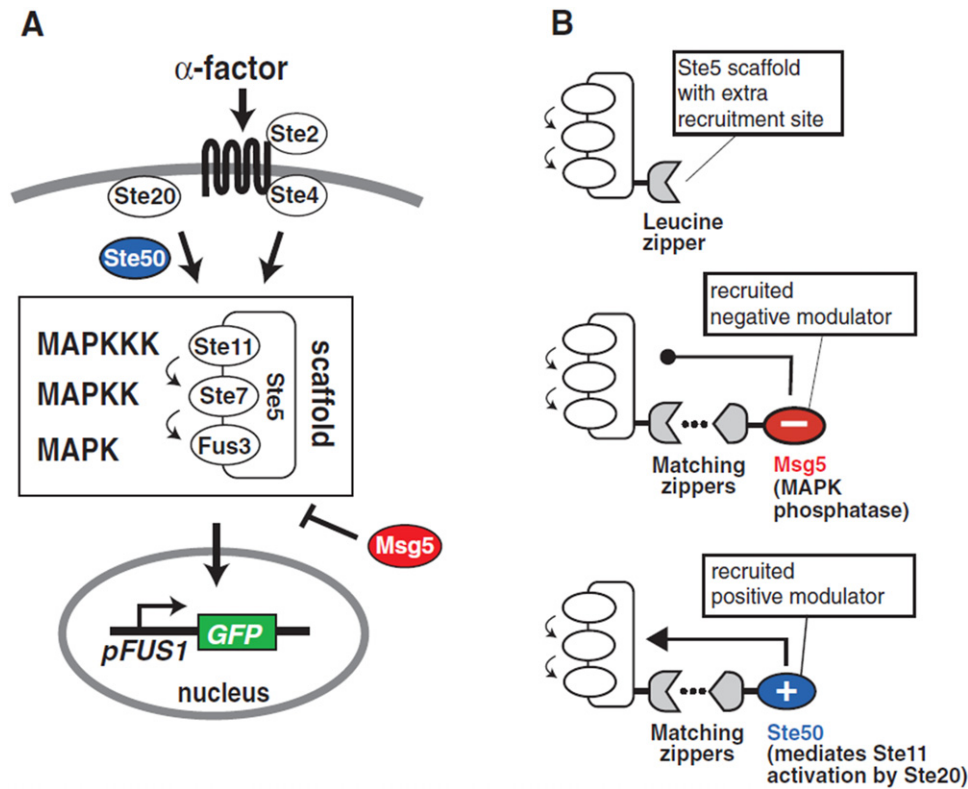 A
α-factor
Ste2
Ste20
Ste4
Ste50
MAPKKK
MAPKK
MAPK
Ste11
Ste7
Fus3
Ste5
scaffold
Msg5
pFUS1
GFP
nucleus
B
Ste5 scaffold
with extra
recruitment site
Leucine
zipper
recruited
negative modulator
−
Matching
zippers
Msg5
(MAPK
phosphatase)
recruited
positive modulator
+
Matching
zippers
Ste50
(mediates Ste11
activation by Ste20)